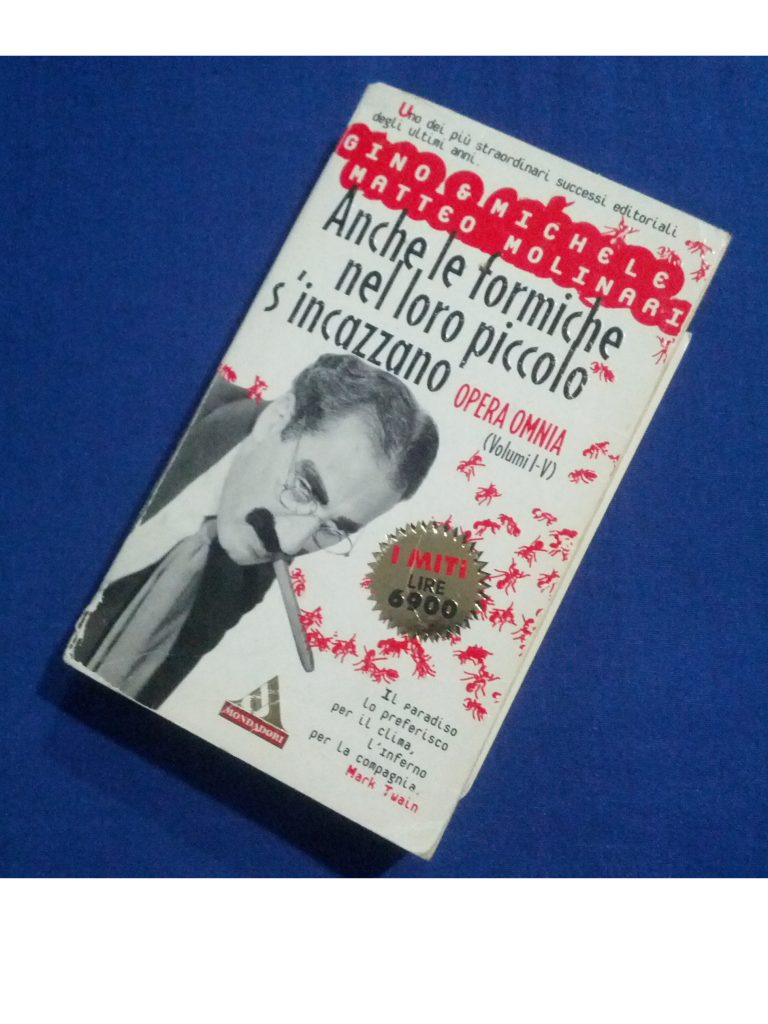 Uno dei più straordinari successi editoriali
degli ultimi anni.
GINO & MICHELE
MATTEO MOLINARI
Anche le formiche
nel loro piccolo
s'incazzano
OPERA OMNIA
(Volumi I-V)
I MITI
LIRE
6900
MONDADORI
Il paradiso
lo preferisco
per il clima,
l'inferno
per la compagnia.
Mark Twain